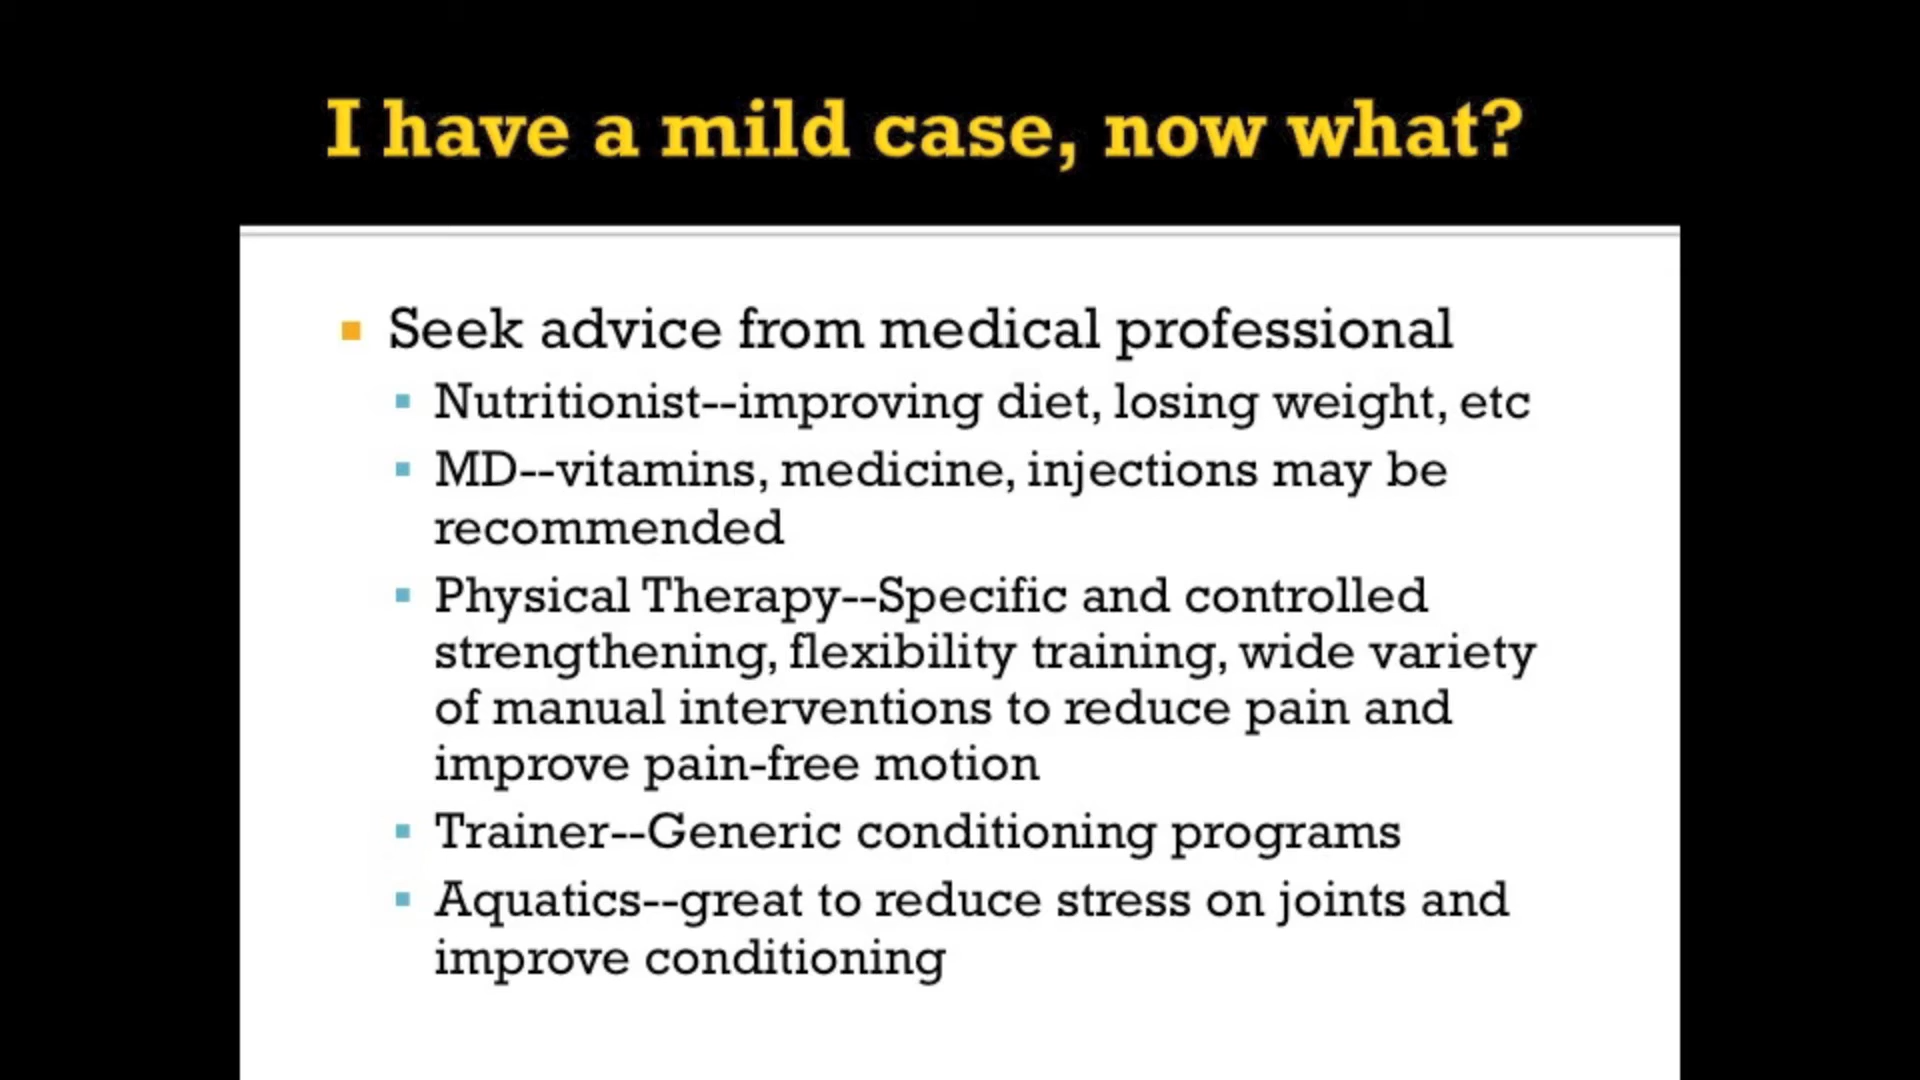 I have a mild case, now what?
Seek advice from medical professional
Nutritionist--improving diet, losing weight, etc
MD--vitamins, medicine, injections may be
recommended
Physical Therapy--Specific and controlled
strengthening, flexibility training, wide variety
of manual interventions to reduce pain and
improve pain-free motion
Trainer--Generic conditioning programs
Aquatics--great to reduce stress on joints and
improve conditioning